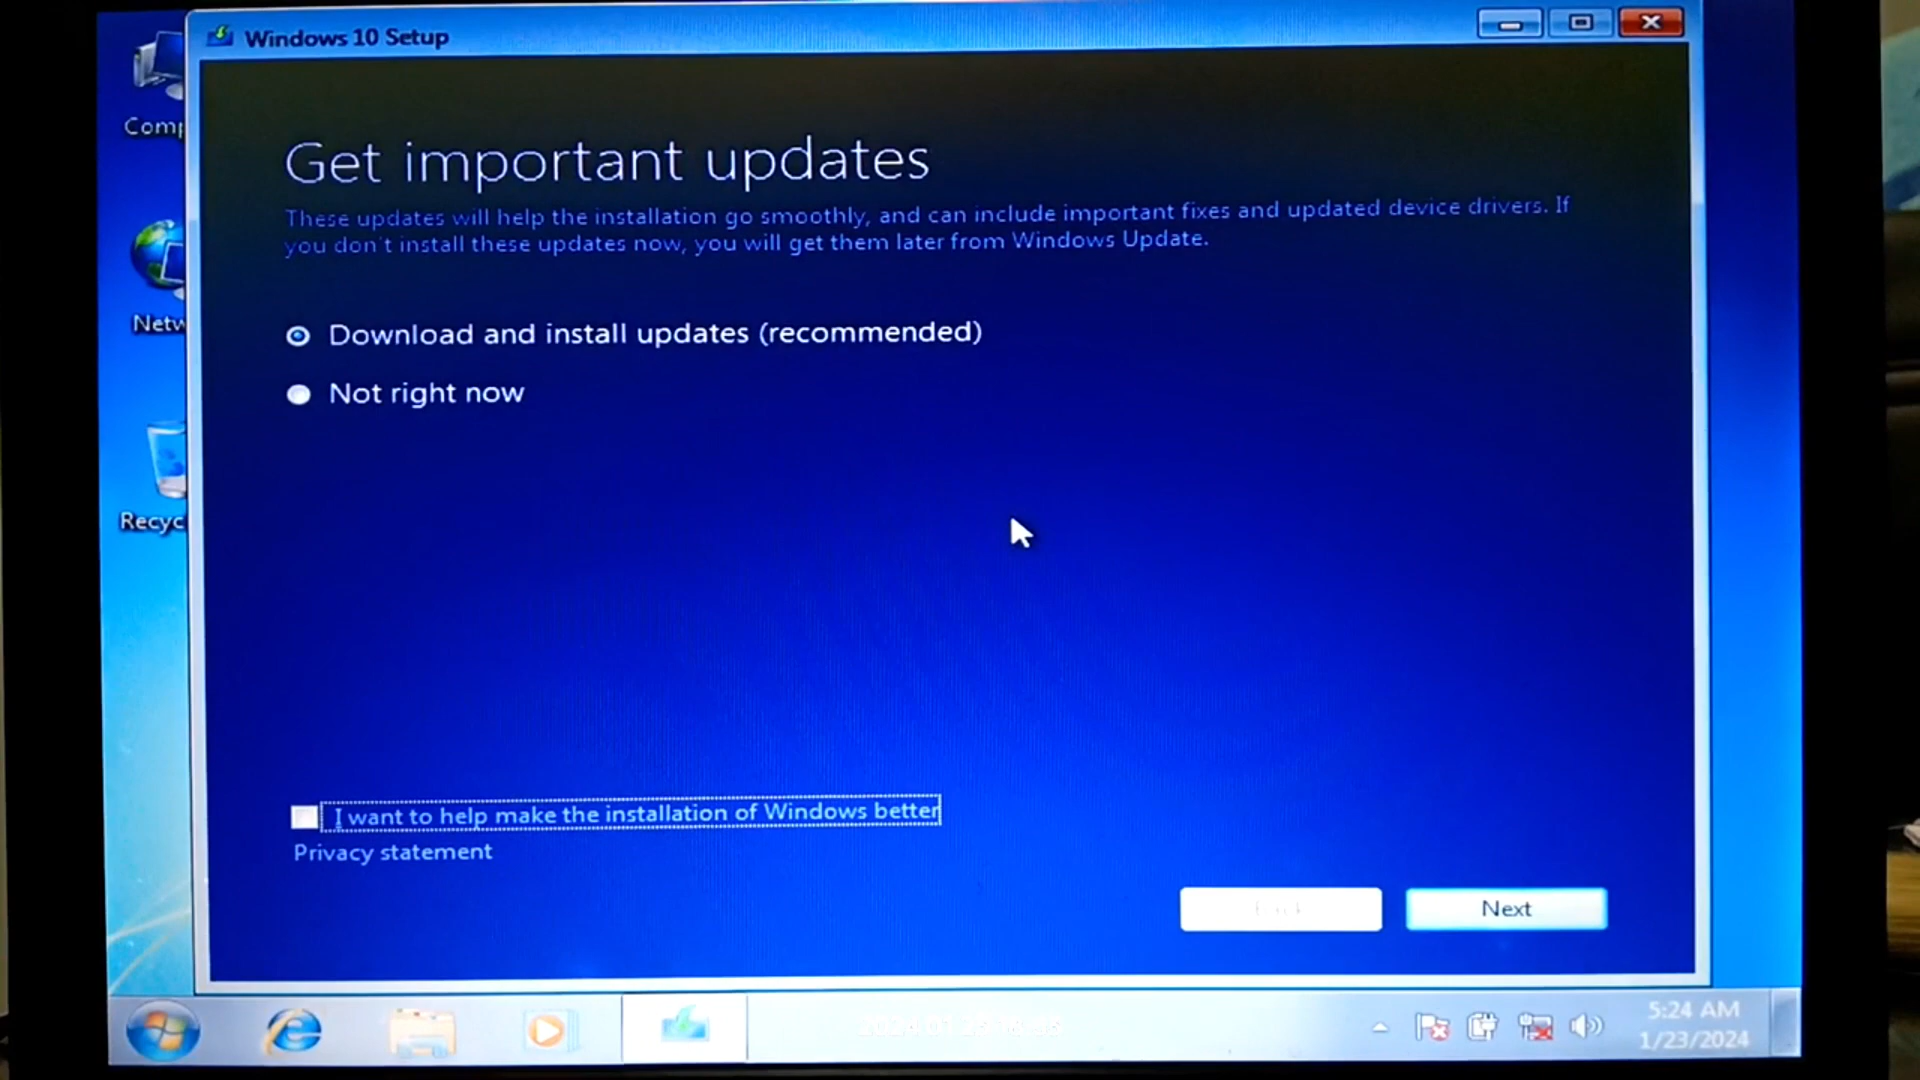 Windows 10 Setup
Comp
Netw
Recyc
Get important updates
These updates will help the installation go smoothly, and can include important fixes and updated device drivers. If
you don't install these updates now, you will get them later from Windows Update.
Download and install updates (recommended)
Not right now
I want to help make the installation of Windows better
Privacy statement
Next
5:24 AM
1/23/2024